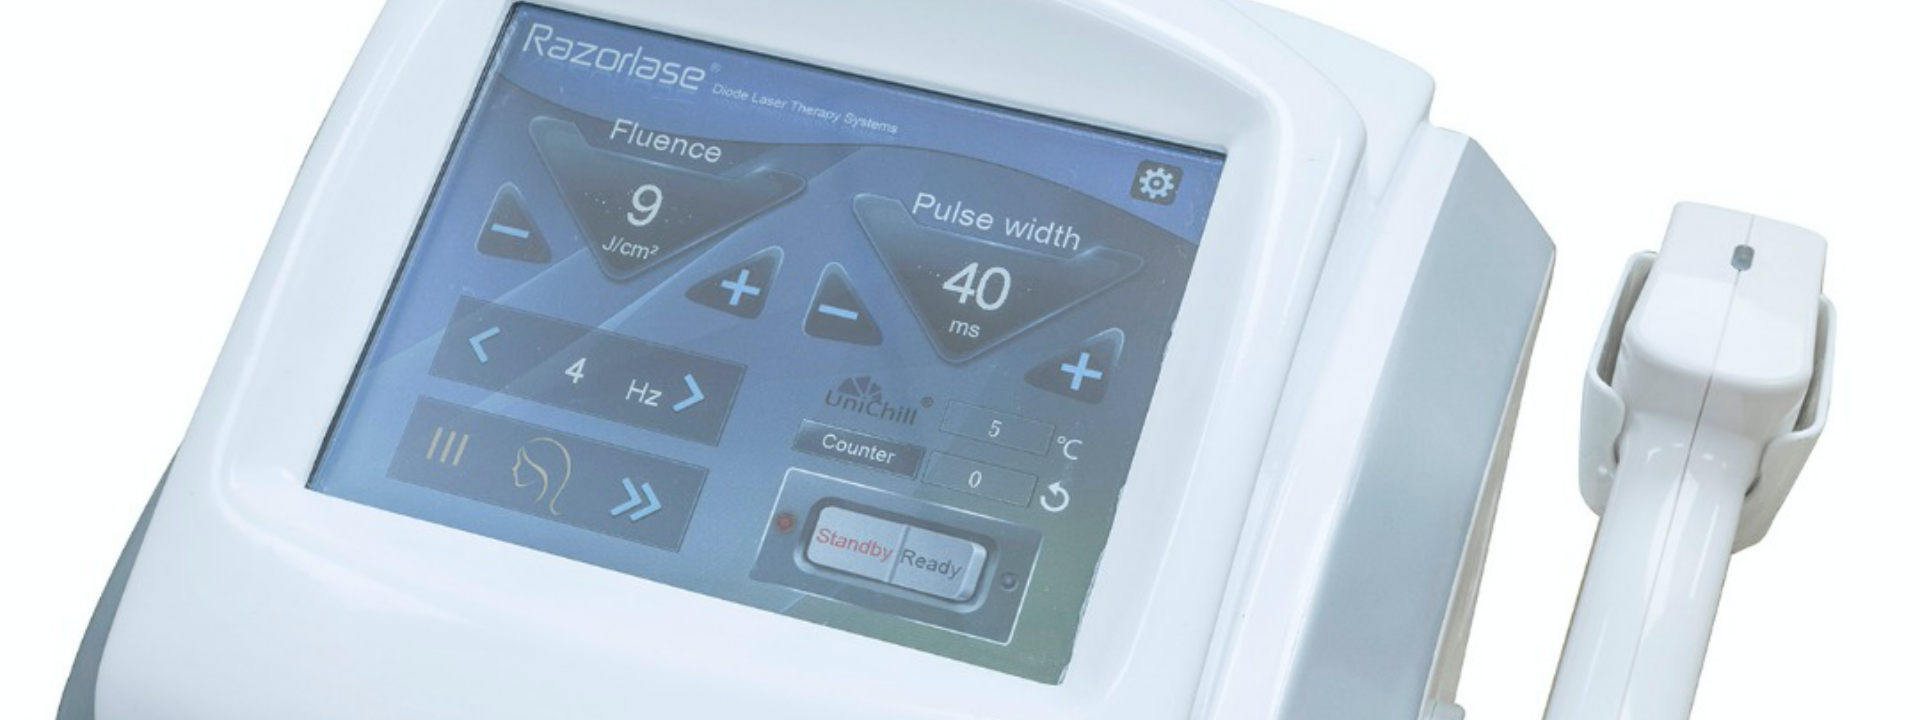 Razorlase®
Diode Laser Therapy Systems
Fluence
9
J/cm²
Pulse width
40
ms
4 Hz
UniChill®
5 ℃
Counter
0
Standby Ready